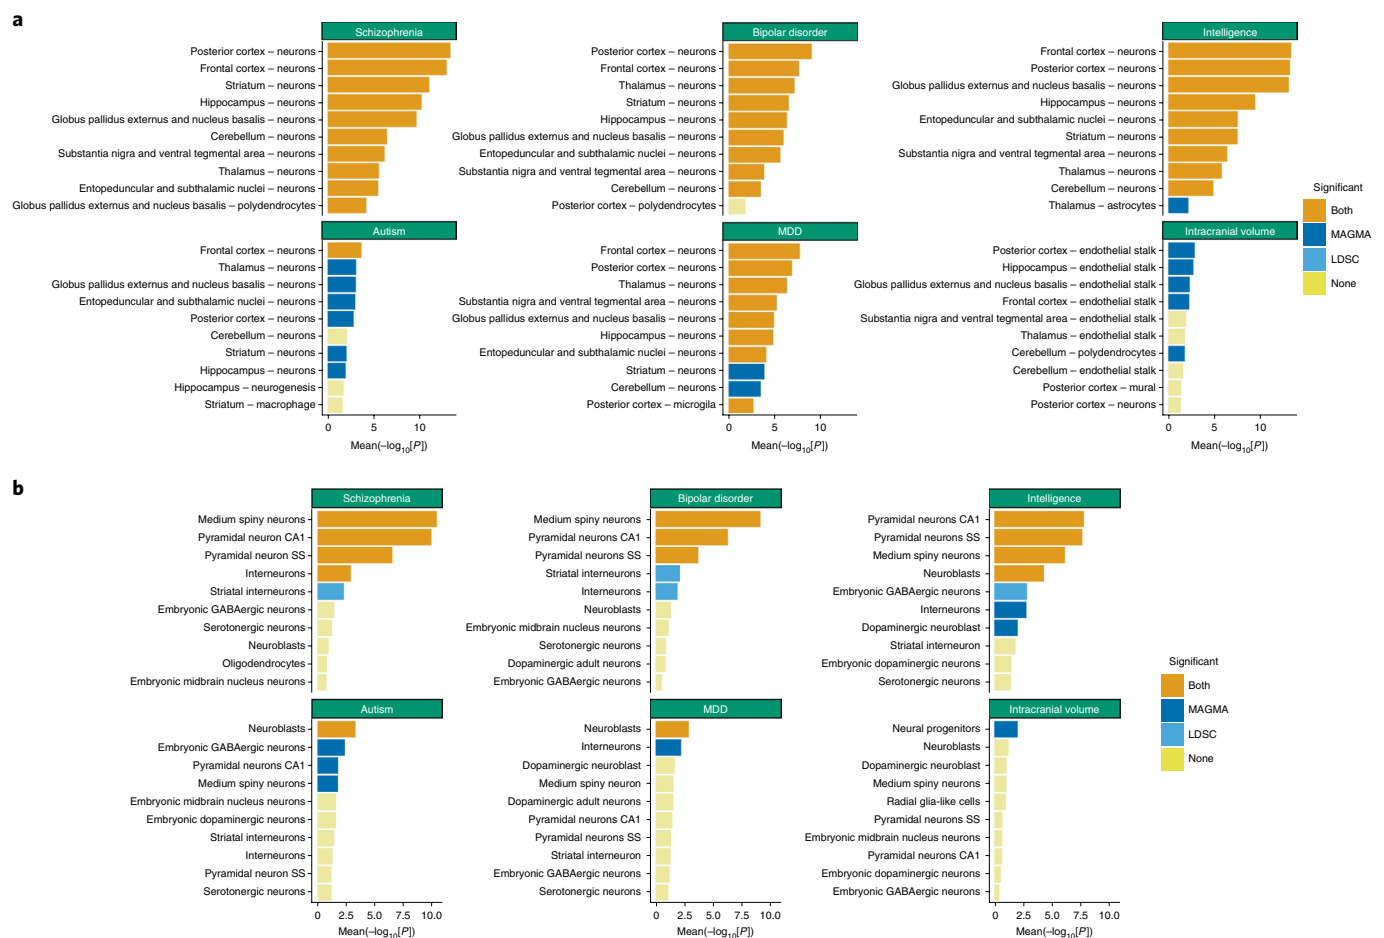 a
Schizophrenia
Posterior cortex – neurons
Frontal cortex – neurons
Striatum – neurons
Hippocampus – neurons
Globus pallidus externus and nucleus basalis – neurons
Cerebellum – neurons
Substantia nigra and ventral tegmental area – neurons
Thalamus – neurons
Entopeduncular and subthalamic nuclei – neurons
Globus pallidus externus and nucleus basalis – polydendrocytes
Bipolar disorder
Posterior cortex – neurons
Frontal cortex – neurons
Thalamus – neurons
Striatum – neurons
Hippocampus – neurons
Globus pallidus externus and nucleus basalis – neurons
Entopeduncular and subthalamic nuclei – neurons
Substantia nigra and ventral tegmental area – neurons
Cerebellum – neurons
Posterior cortex – polydendrocytes
Intelligence
Frontal cortex – neurons
Posterior cortex – neurons
Globus pallidus externus and nucleus basalis – neurons
Hippocampus – neurons
Entopeduncular and subthalamic nuclei – neurons
Striatum – neurons
Substantia nigra and ventral tegmental area – neurons
Thalamus – neurons
Cerebellum – neurons
Thalamus – astrocytes
Autism
Frontal cortex – neurons
Thalamus – neurons
Globus pallidus externus and nucleus basalis – neurons
Entopeduncular and subthalamic nuclei – neurons
Posterior cortex – neurons
Cerebellum – neurons
Striatum – neurons
Hippocampus – neurons
Hippocampus – neurogenesis
Striatum – macrophage
0 5 10
Mean(–log10[P])
MDD
Frontal cortex – neurons
Posterior cortex – neurons
Thalamus – neurons
Substantia nigra and ventral tegmental area – neurons
Globus pallidus externus and nucleus basalis – neurons
Hippocampus – neurons
Entopeduncular and subthalamic nuclei – neurons
Striatum – neurons
Cerebellum – neurons
Posterior cortex – microgila
0 5 10
Mean(–log10[P])
Intracranial volume
Posterior cortex – endothelial stalk
Hippocampus – endothelial stalk
Globus pallidus externus and nucleus basalis – endothelial stalk
Frontal cortex – endothelial stalk
Substantia nigra and ventral tegmental area – endothelial stalk
Thalamus – endothelial stalk
Cerebellum – polydendrocytes
Cerebellum – endothelial stalk
Posterior cortex – mural
Posterior cortex – neurons
0 5 10
Mean(–log10[P])
Significant
Both
MAGMA
LDSC
None
b
Schizophrenia
Medium spiny neurons
Pyramidal neuron CA1
Pyramidal neuron SS
Interneurons
Striatal interneurons
Embryonic GABAergic neurons
Serotonergic neurons
Neuroblasts
Oligodendrocytes
Embryonic midbrain nucleus neurons
Bipolar disorder
Medium spiny neurons
Pyramidal neurons CA1
Pyramidal neurons SS
Striatal interneurons
Interneurons
Neuroblasts
Embryonic midbrain nucleus neurons
Serotonergic neurons
Dopaminergic adult neurons
Embryonic GABAergic neurons
Intelligence
Pyramidal neurons CA1
Pyramidal neurons SS
Medium spiny neurons
Neuroblasts
Embryonic GABAergic neurons
Interneurons
Dopaminergic neuroblast
Striatal interneuron
Embryonic dopaminergic neurons
Serotonergic neurons
Autism
Neuroblasts
Embryonic GABAergic neurons
Pyramidal neurons CA1
Medium spiny neurons
Embryonic midbrain nucleus neurons
Embryonic dopaminergic neurons
Striatal interneurons
Interneurons
Pyramidal neuron SS
Serotonergic neurons
0 2.5 5.0 7.5 10.0
Mean(–log10[P])
MDD
Neuroblasts
Interneurons
Dopaminergic neuroblast
Medium spiny neuron
Dopaminergic adult neurons
Pyramidal neurons CA1
Pyramidal neurons SS
Striatal interneuron
Embryonic GABAergic neurons
Serotonergic neurons
0 2.5 5.0 7.5 10.0
Mean(–log10[P])
Intracranial volume
Neural progenitors
Neuroblasts
Dopaminergic neuroblast
Medium spiny neurons
Radial glia-like cells
Pyramidal neurons SS
Embryonic midbrain nucleus neurons
Pyramidal neurons CA1
Embryonic dopaminergic neurons
Embryonic GABAergic neurons
0 2.5 5.0 7.5 10.0
Mean(–log10[P])
Significant
Both
MAGMA
LDSC
None